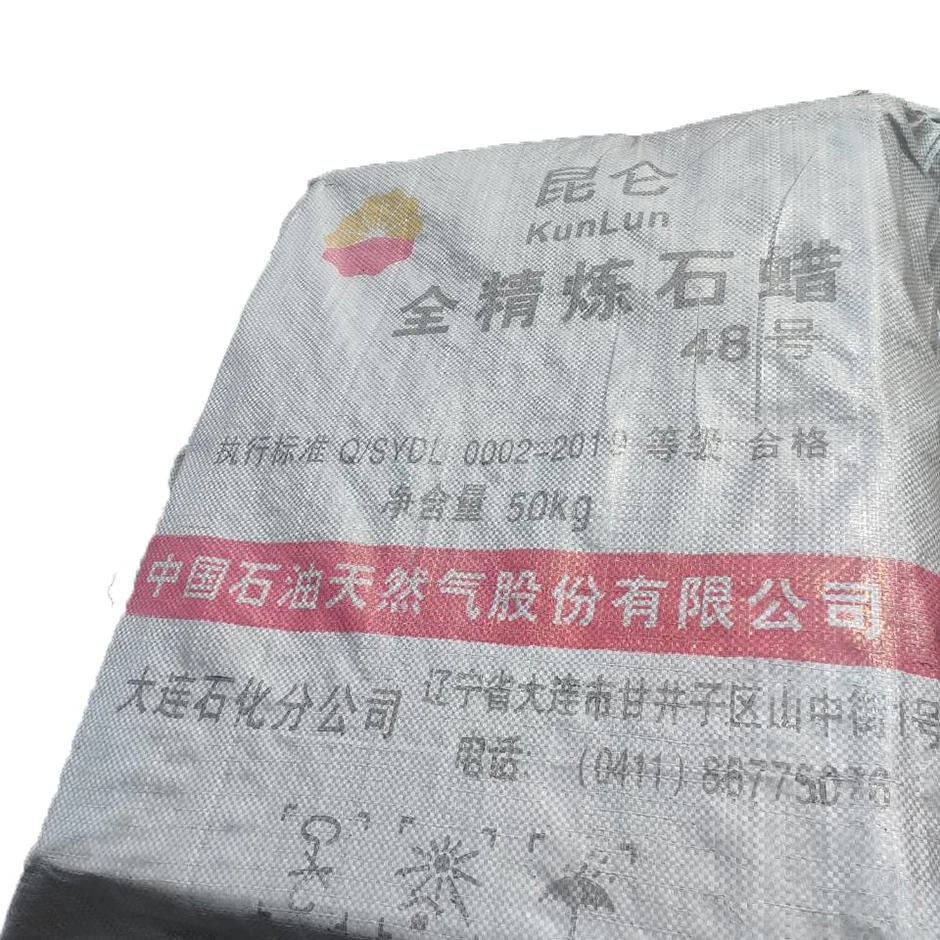 昆仑
KunLun
全精炼石蜡
48号
执行标准 Q/SYDL 0002-2019 等级 合格
净含量 50kg
中国石油天然气股份有限公司
大连石化分公司 辽宁省大连市甘井子区山中街1号
电话: (0411) 86775076